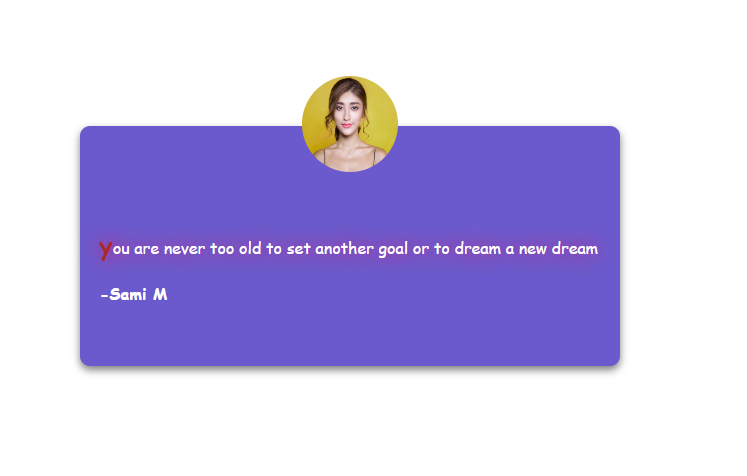 You are never too old to set another goal or to dream a new dream
-Sami M